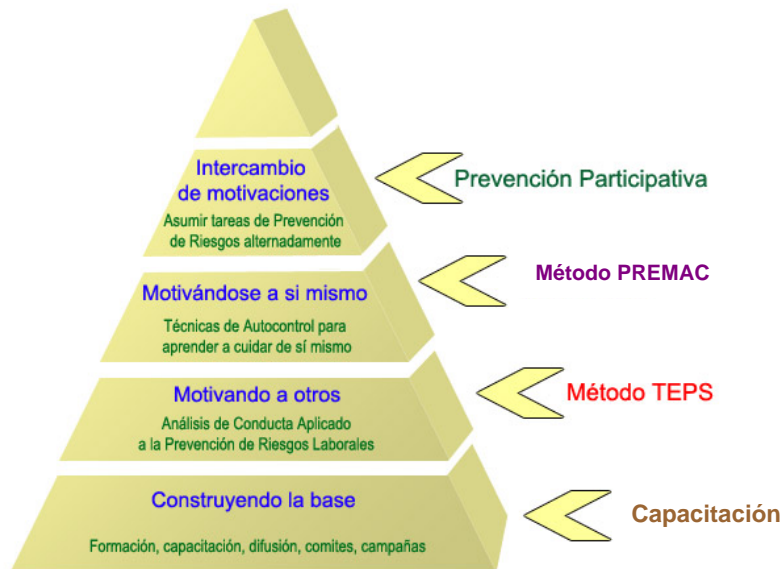 Intercambio
de motivaciones
Asumir tareas de Prevención
de Riesgos alternadamente
Prevención Participativa
Motivándose a si mismo
Técnicas de Autocontrol para
aprender a cuidar de sí mismo
Método PREMAC
Motivando a otros
Análisis de Conducta Aplicado
a la Prevención de Riesgos Laborales
Método TEPS
Construyendo la base
Formación, capacitación, difusión, comites, campañas
Capacitación